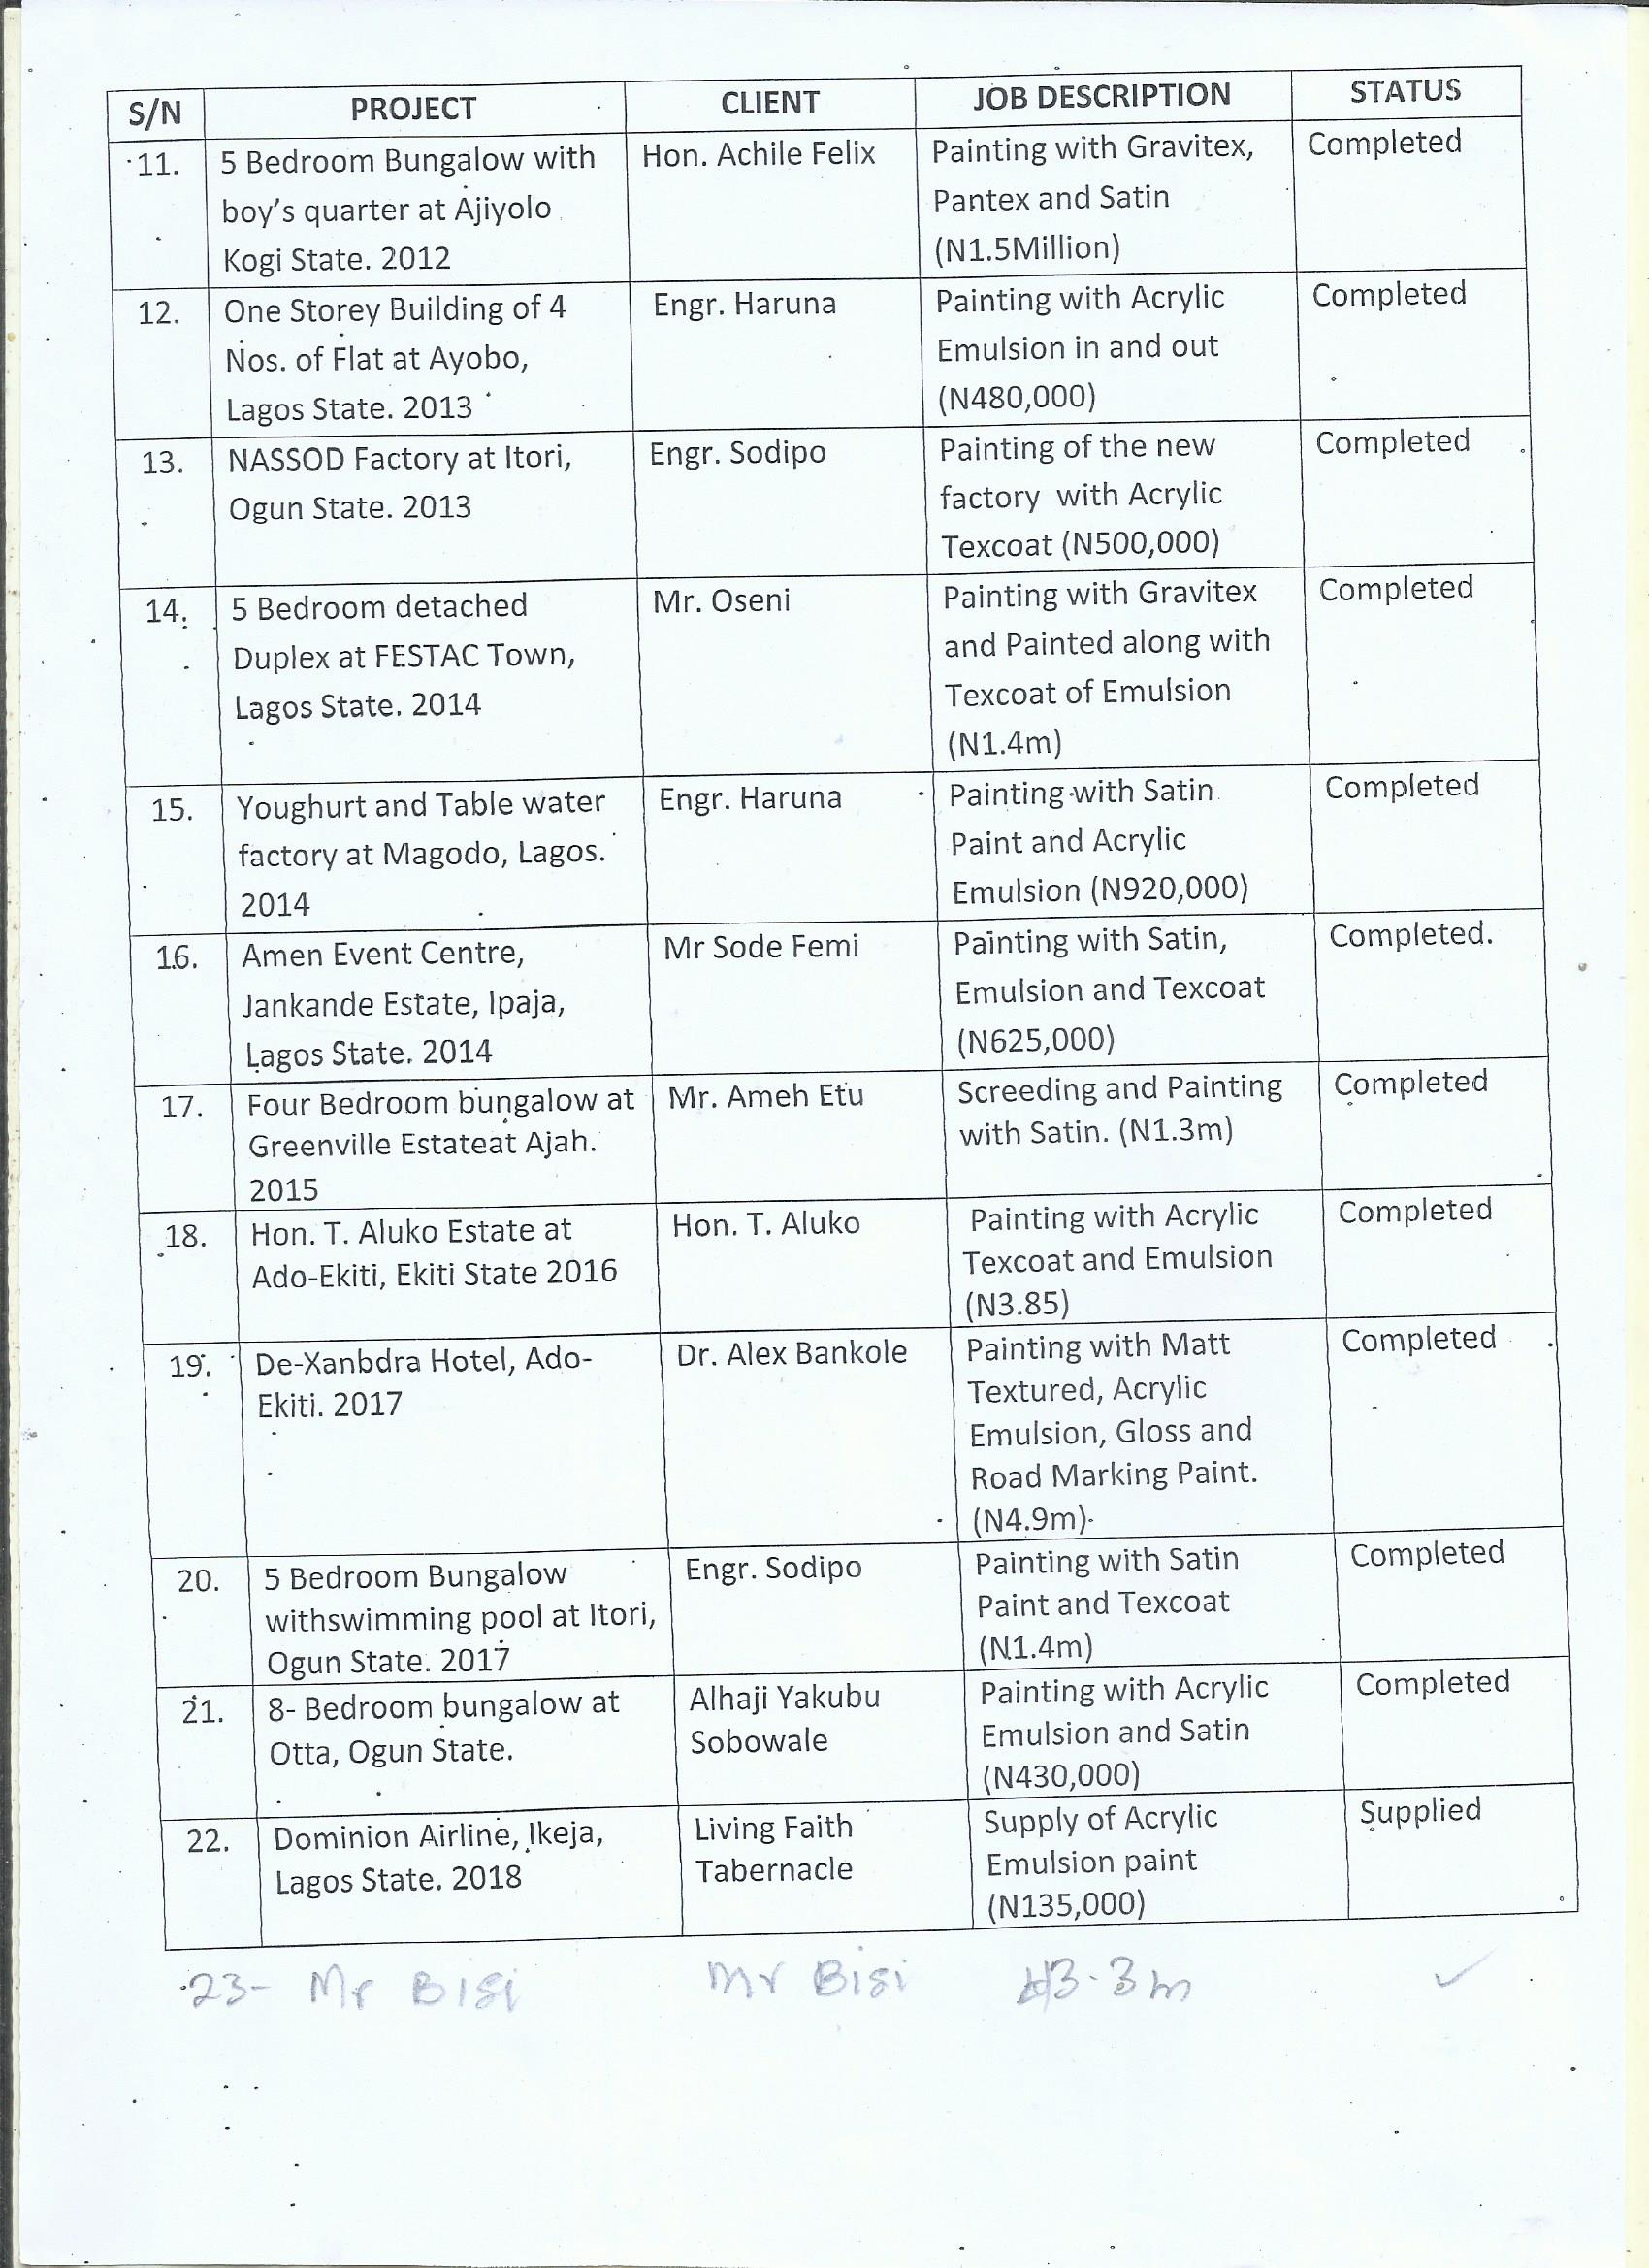 S/N PROJECT CLIENT JOB DESCRIPTION STATUS
11. 5 Bedroom Bungalow with Hon. Achile Felix Painting with Gravitex, Completed
boy's quarter at Ajiyolo Pantex and Satin
Kogi State. 2012 (N1.5Million)
12. One Storey Building of 4 Engr. Haruna Painting with Acrylic Completed
Nos. of Flat at Ayobo, Emulsion in and out
Lagos State. 2013 (N480,000)
13. NASSOD Factory at Itori, Engr. Sodipo Painting of the new Completed
Ogun State. 2013 factory with Acrylic
Texcoat (N500,000)
14. 5 Bedroom detached Mr. Oseni Painting with Gravitex Completed
Duplex at FESTAC Town, and Painted along with
Lagos State. 2014 Texcoat of Emulsion
(N1.4m)
15. Youghurt and Table water Engr. Haruna Painting with Satin Completed
factory at Magodo, Lagos. Paint and Acrylic
2014 Emulsion (N920,000)
16. Amen Event Centre, Mr Sode Femi Painting with Satin, Completed.
Jankande Estate, Ipaja, Emulsion and Texcoat
Lagos State. 2014 (N625,000)
17. Four Bedroom bungalow at Mr. Ameh Etu Screeding and Painting Completed
Greenville Estateat Ajah. with Satin. (N1.3m)
2015
18. Hon. T. Aluko Estate at Hon. T. Aluko Painting with Acrylic Completed
Ado-Ekiti, Ekiti State 2016 Texcoat and Emulsion
(N3.85)
19. De-Xanbdra Hotel, Ado- Dr. Alex Bankole Painting with Matt Completed
Ekiti. 2017 Textured, Acrylic
Emulsion, Gloss and
Road Marking Paint.
(N4.9m)
20. 5 Bedroom Bungalow Engr. Sodipo Painting with Satin Completed
withswimming pool at Itori, Paint and Texcoat
Ogun State. 2017 (N1.4m)
21. 8- Bedroom bungalow at Alhaji Yakubu Painting with Acrylic Completed
Otta, Ogun State. Sobowale Emulsion and Satin
(N430,000)
22. Dominion Airline, Ikeja, Living Faith Supply of Acrylic Supplied
Lagos State. 2018 Tabernacle Emulsion paint
(N135,000)
23- Mr Bisi Mr Bisi ₦3.3m ✓